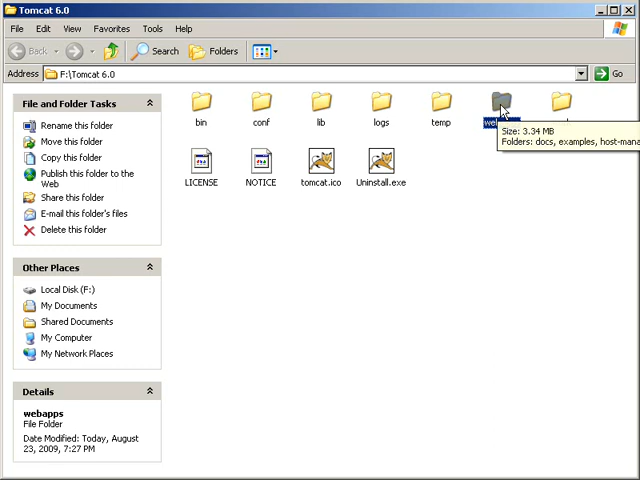 Tomcat 6.0
File Edit View Favorites Tools Help
Back Search Folders
Address F:\Tomcat 6.0 Go
File and Folder Tasks
Rename this folder
Move this folder
Copy this folder
Publish this folder to the
Web
Share this folder
E-mail this folder's files
Delete this folder
Other Places
Local Disk (F:)
My Documents
Shared Documents
My Computer
My Network Places
Details
webapps
File Folder
Date Modified: Today, August
23, 2009, 7:27 PM
bin conf lib logs temp
Size: 3.34 MB
Folders: docs, examples, host-mana
LICENSE NOTICE tomcat.ico Uninstall.exe